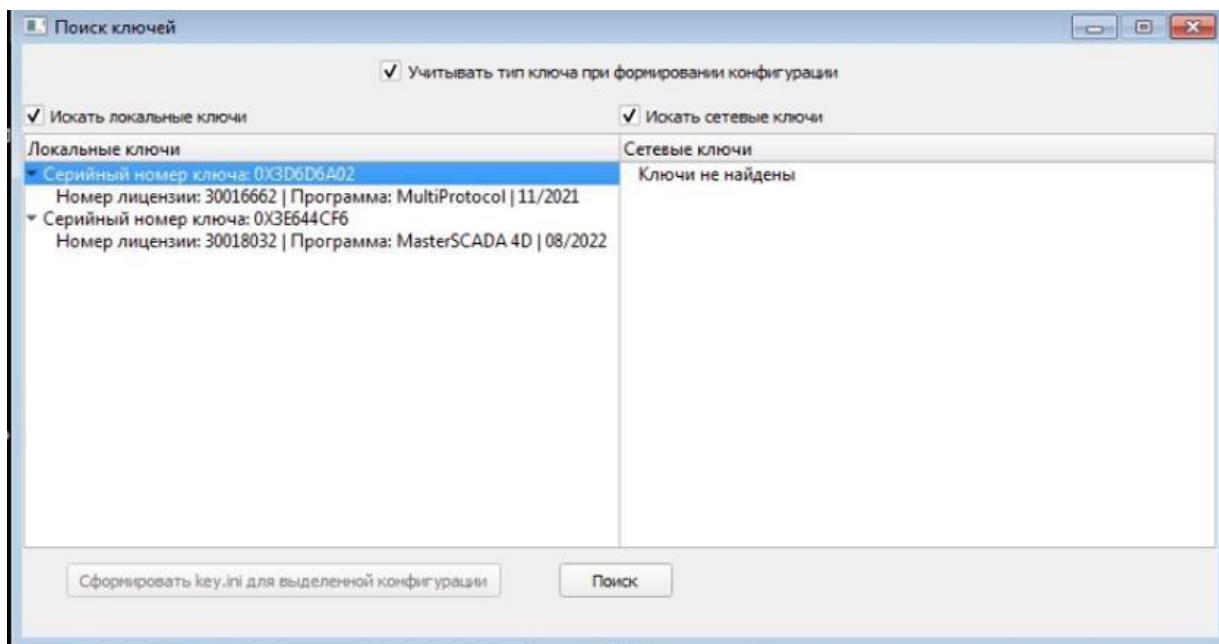 Поиск ключей
Учитывать тип ключа при формировании конфигурации
Искать локальные ключи
Искать сетевые ключи
Локальные ключи
Сетевые ключи
Серийный номер ключа: 0X3D6D6A02
Ключи не найдены
Номер лицензии: 30016662 | Программа: MultiProtocol | 11/2021
Серийный номер ключа: 0X3E644CF6
Номер лицензии: 30018032 | Программа: MasterSCADA 4D | 08/2022
Сформировать key.ini для выделенной конфигурации
Поиск